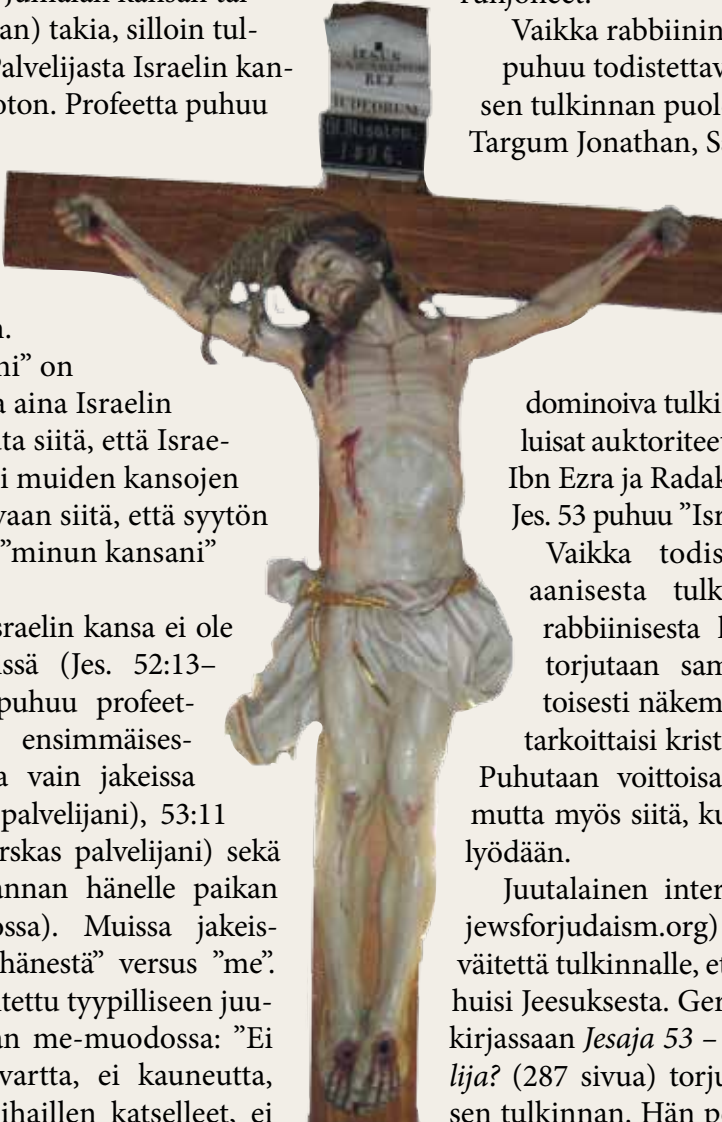 an) takia, silloin tul-
Palvelijasta Israelin kan-
oton. Profeetta puhuu
n.
ni” on
a aina Israelin
ta siitä, että Israe-
i muiden kansojen
vaan siitä, että syytön
”minun kansani”
sraelin kansa ei ole
issä (Jes. 52:13–
puhuu profeet-
ensimmäises-
a vain jakeissa
palvelijani), 53:11
rskas palvelijani) sekä
annan hänelle paikan
ossa). Muissa jakeis-
hänestä” versus ”me”.
tettu tyypilliseen juu-
an me-muodossa: ”Ei
vartta, ei kauneutta,
ihaillen katselleet, ei
IESUS
REX
JUDEORUM
Vaikka rabbiinin
puhuu todistettav
sen tulkinnan puol
Targum Jonathan, S
dominoiva tulki
luisat auktoriteet
Ibn Ezra ja Radak
Jes. 53 puhuu ”Isr
Vaikka todis
aanisesta tulk
rabbiinisesta
torjutaan sam
toisesti näkem
tarkoittaisi krist
Puhutaan voittoisa
mutta myös siitä, ku
lyödään.
Juutalainen inter
jewsforjudaism.org)
väitettä tulkinnalle, et
huisi Jeesuksesta. Ger
kirjassaan Jesaja 53 –
lija? (287 sivua) torju
sen tulkinnan. Hän pe